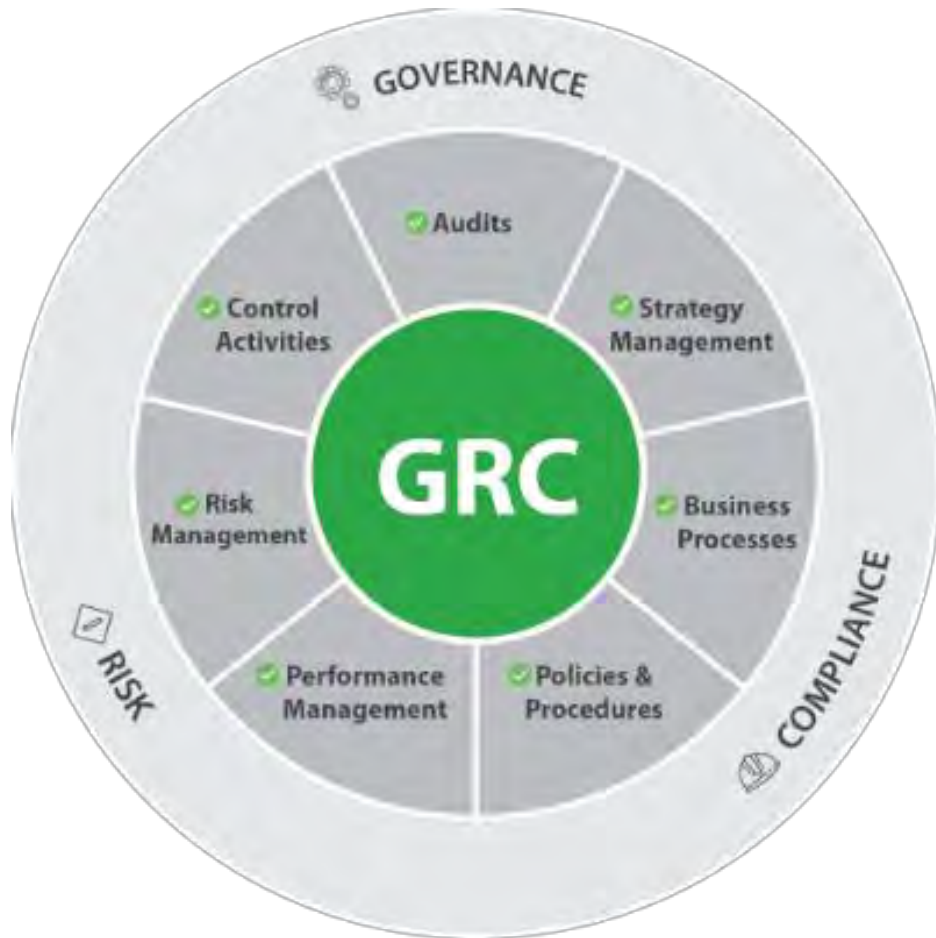 GOVERNANCE
Audits
Control
Activities
Strategy
Management
GRC
Risk
Management
Business
Processes
Performance
Management
Policies &
Procedures
RISK
COMPLIANCE